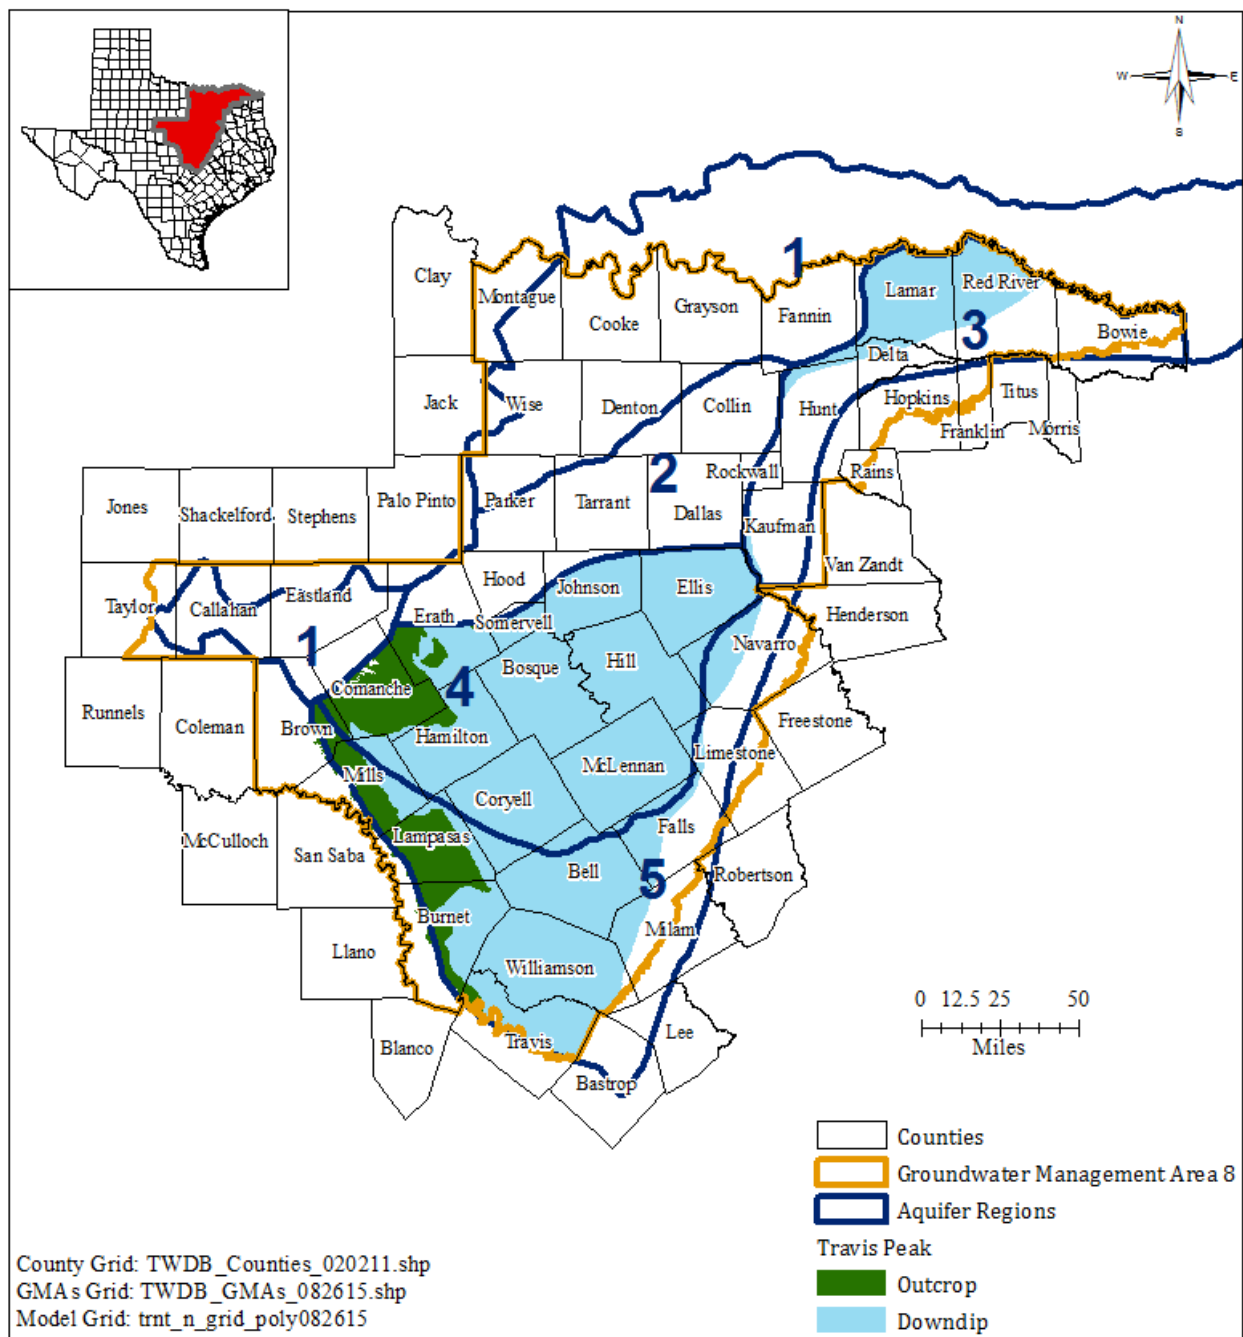 N
W E
S
Clay
Montague
Cooke
Grayson
1
Fannin
Lamar
Red River
3
Bowie
Delta
Jack
Wise
Denton
Collin
Hunt
Hopkins
Titus
Franklin
Morris
Jones
Shackelford
Stephens
Palo Pinto
Parker
Tarrant
2
Dallas
Rockwall
Rains
Kaufman
Van Zandt
Taylor
Callahan
Eastland
Hood
Johnson
Ellis
Erath
Somervell
Henderson
Navarro
1
Comanche
4
Bosque
Hill
Runnels
Coleman
Brown
Hamilton
Freestone
Limestone
Mills
McLennan
Coryell
McCulloch
San Saba
Lampasas
Falls
Bell
5
Robertson
Burnet
Milam
Llano
Williamson
Blanco
Travis
Lee
Bastrop
0 12.5 25 50
Miles
Counties
Groundwater Management Area 8
Aquifer Regions
Travis Peak
Outcrop
Downdip
County Grid: TWDB_Counties_020211.shp
GMAs Grid: TWDB_GMAs_082615.shp
Model Grid: trnt_n_grid_poly082615